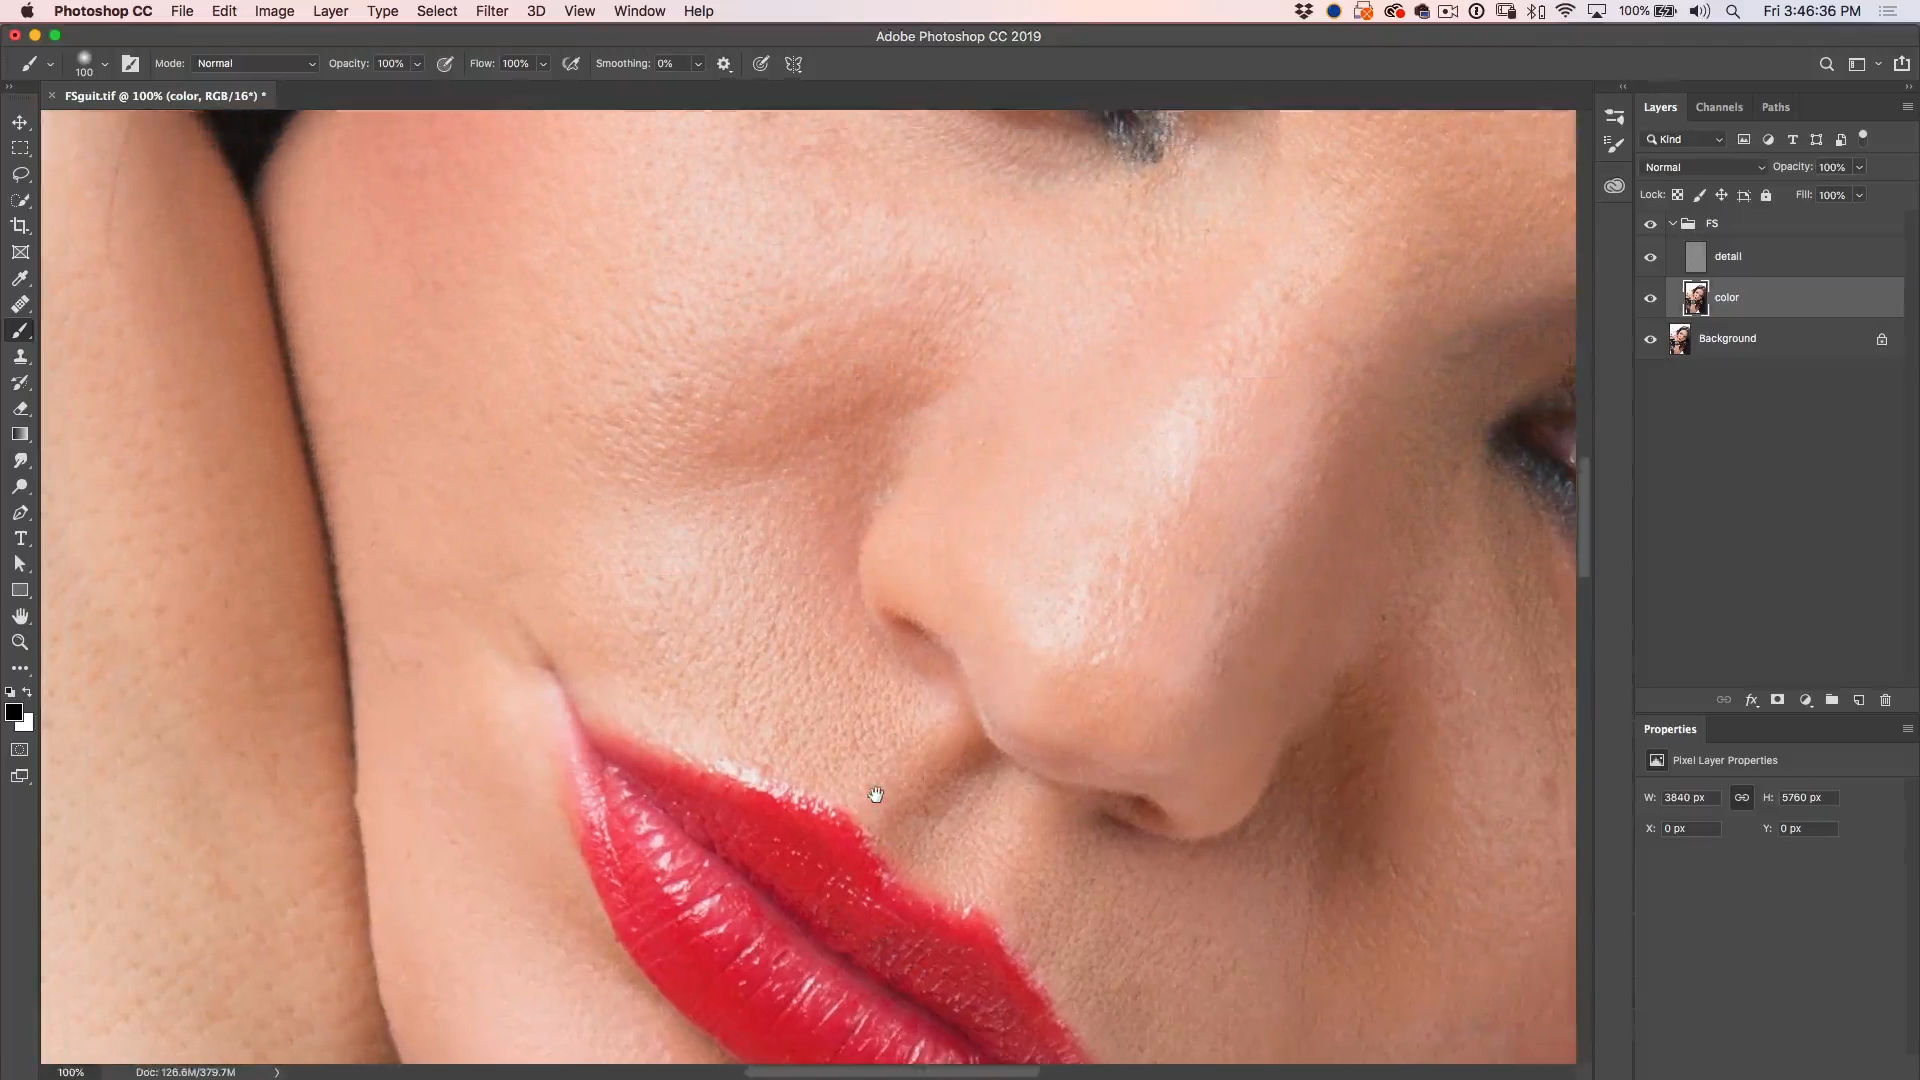 Photoshop CC File Edit Image Layer Type Select Filter 3D View Window Help 100% Fri 3:46:36 PM
Adobe Photoshop CC 2019
100 Mode: Normal Opacity: 100% Flow: 100% Smoothing: 0%
FSguit.tif @ 100% (color, RGB/16*) *
Layers Channels Paths
Kind
Normal Opacity: 100%
Lock: Fill: 100%
FS
detail
color
Background
fx
Properties
Pixel Layer Properties
W: 3840 px H: 5760 px
X: 0 px Y: 0 px
100% Doc: 126.6M/379.7M